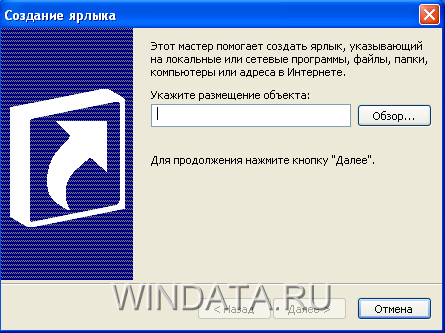 Создание ярлыка
Этот мастер помогает создать ярлык, указывающий
на локальные или сетевые программы, файлы, папки,
компьютеры или адреса в Интернете.
Укажите размещение объекта:
Обзор...
Для продолжения нажмите кнопку "Далее".
WINDATA.RU
< Назад
Далее >
Отмена